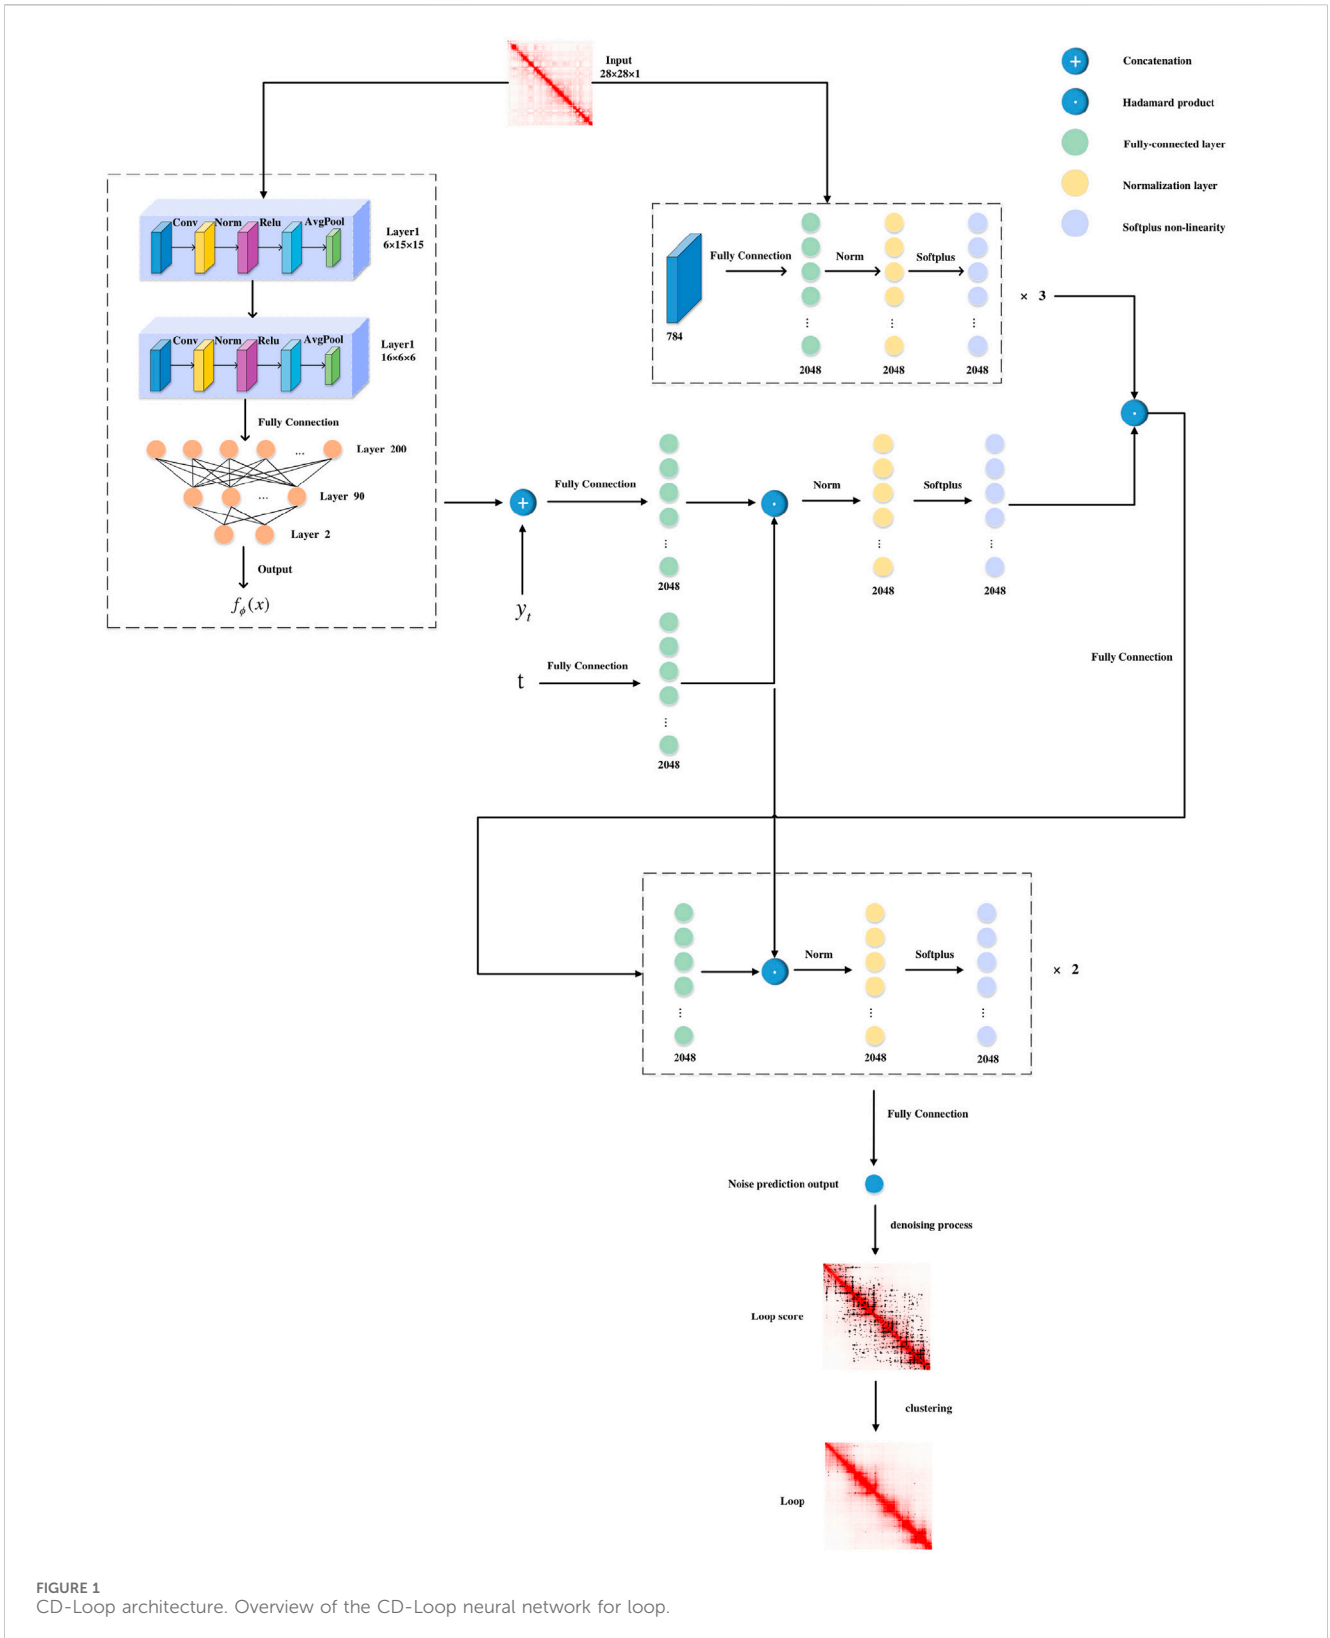 Input
28×28×1
+
Concatenation
Hadamard product
Fully-connected layer
Normalization layer
Softplus non-linearity
Conv Norm Relu AvgPool
Layer1
6×15×15
Conv Norm Relu AvgPool
Layer1
16×6×6
Fully Connection
... Layer 200
... Layer 90
Layer 2
Output
fϕ(x)
784
Fully Connection
Norm
Softplus
...
...
...
2048
2048
2048
× 3
+
yt
Fully Connection
...
2048
Norm
Softplus
...
...
2048
2048
t
Fully Connection
...
2048
Fully Connection
...
2048
Norm
Softplus
...
...
2048
2048
× 2
Fully Connection
Noise prediction output
denoising process
Loop score
clustering
Loop
FIGURE 1
CD-Loop architecture. Overview of the CD-Loop neural network for loop.